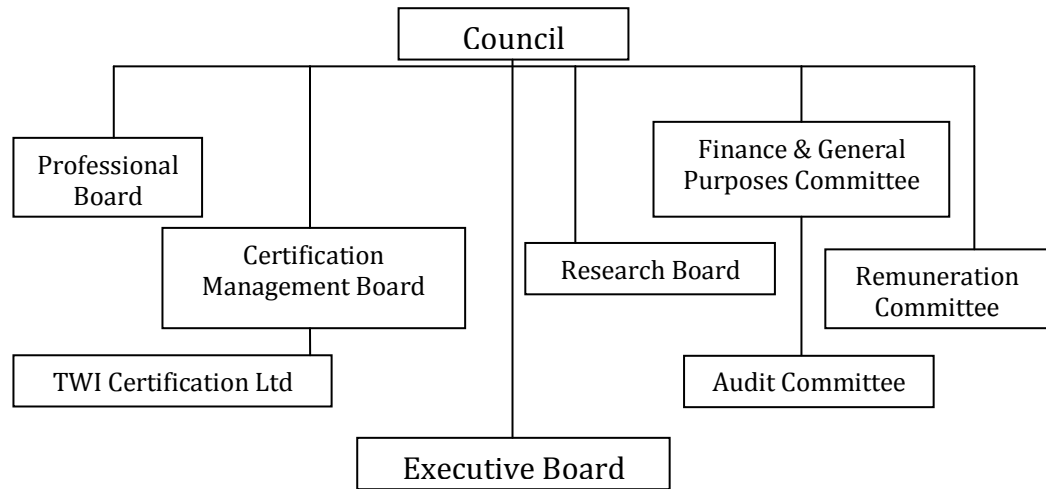 Council
Professional
Board
Finance & General
Purposes Committee
Certification
Management Board
Research Board
Remuneration
Committee
TWI Certification Ltd
Audit Committee
Executive Board